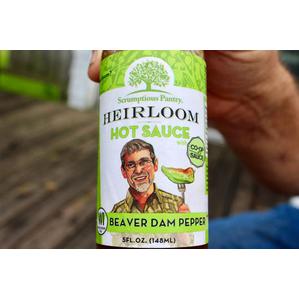 Scrumptious Pantry
HEIRLOOM
HOT SAUCE
CO-OP
SAUCE
BEAVER DAM PEPPER
5FL.OZ. (148ML)